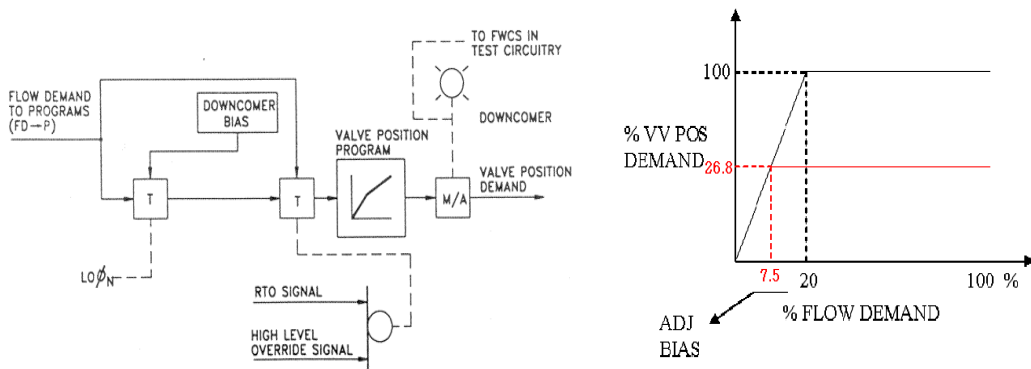 TO FWCS IN
TEST CIRCUITRY
FLOW DEMAND
TO PROGRAMS
(FD→P)
DOWNCOMER
BIAS
DOWNCOMER
VALVE POSITION
PROGRAM
VALVE POSITION
DEMAND
T
T
M/A
LOϕN
RTO SIGNAL
HIGH LEVEL
OVERRIDE SIGNAL
100
% VV POS
DEMAND
26.8
7.5
20
100 %
% FLOW DEMAND
ADJ
BIAS